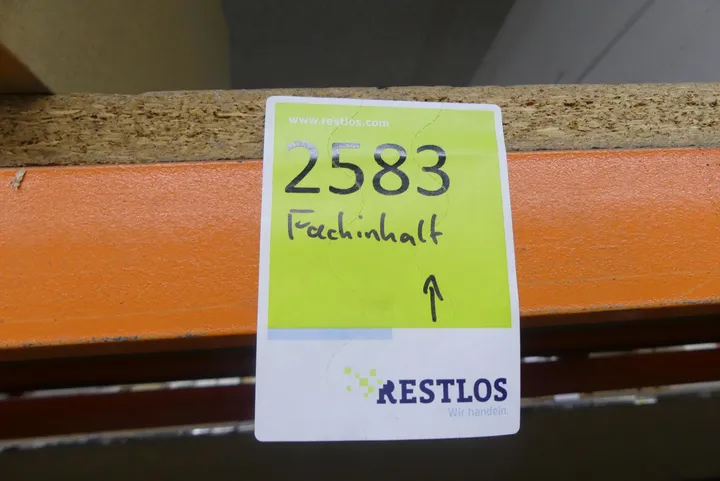 www.restlos.com
2583
Fachinhalt
↑
RESTLOS
Wir handeln.